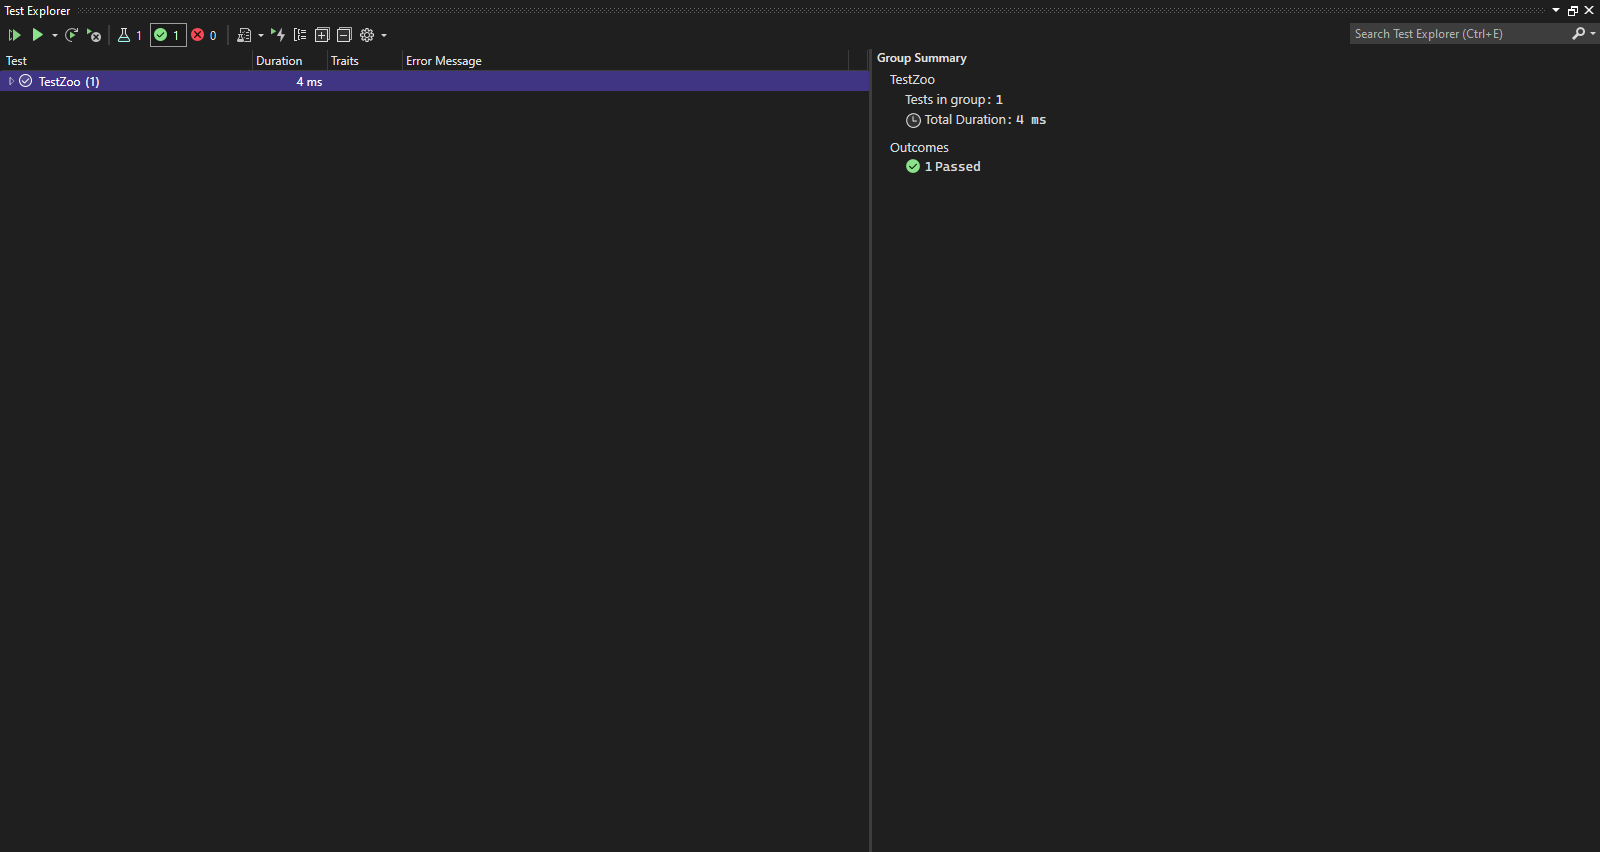 Test Explorer
1 1 0
Search Test Explorer (Ctrl+E)
Test Duration Traits Error Message
TestZoo (1) 4 ms
Group Summary
TestZoo
Tests in group: 1
Total Duration: 4 ms
Outcomes
1 Passed